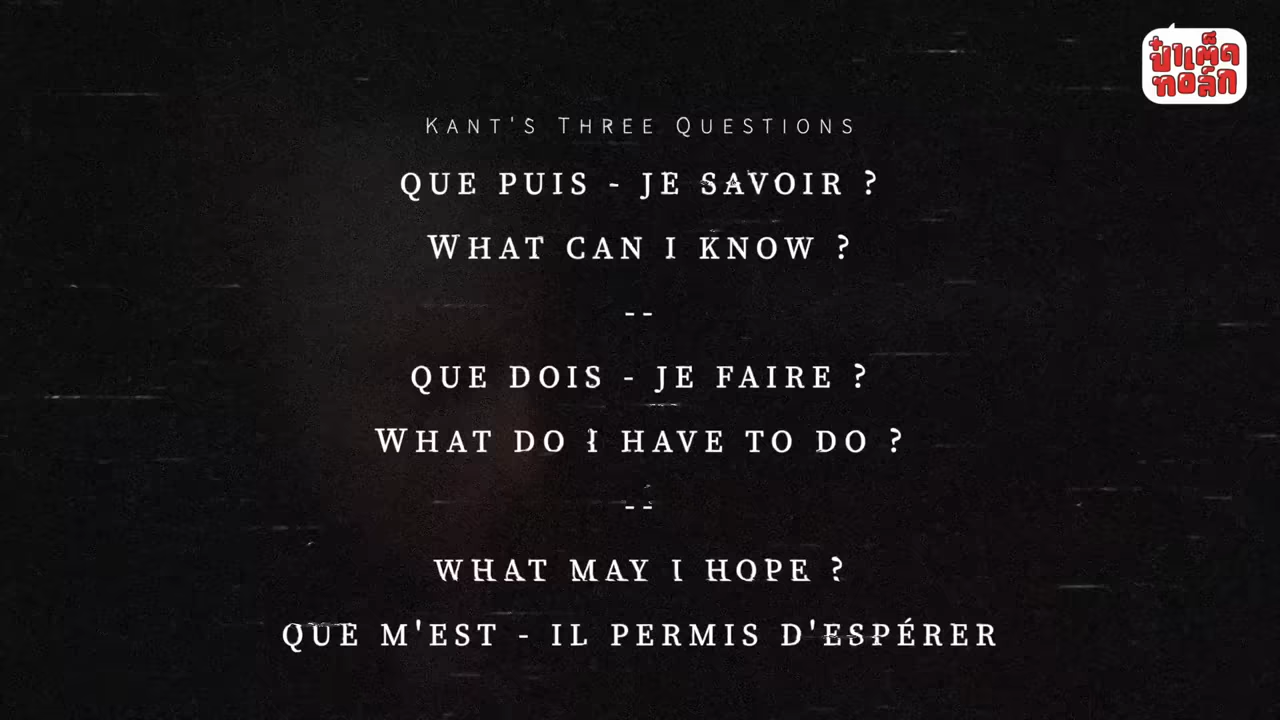 ป๋าเต็ด
ทอล์ก
KANT'S THREE QUESTIONS
QUE PUIS - JE SAVOIR ?
WHAT CAN I KNOW ?
--
QUE DOIS - JE FAIRE ?
WHAT DO I HAVE TO DO ?
--
WHAT MAY I HOPE ?
QUE M'EST - IL PERMIS D'ESPÉRER